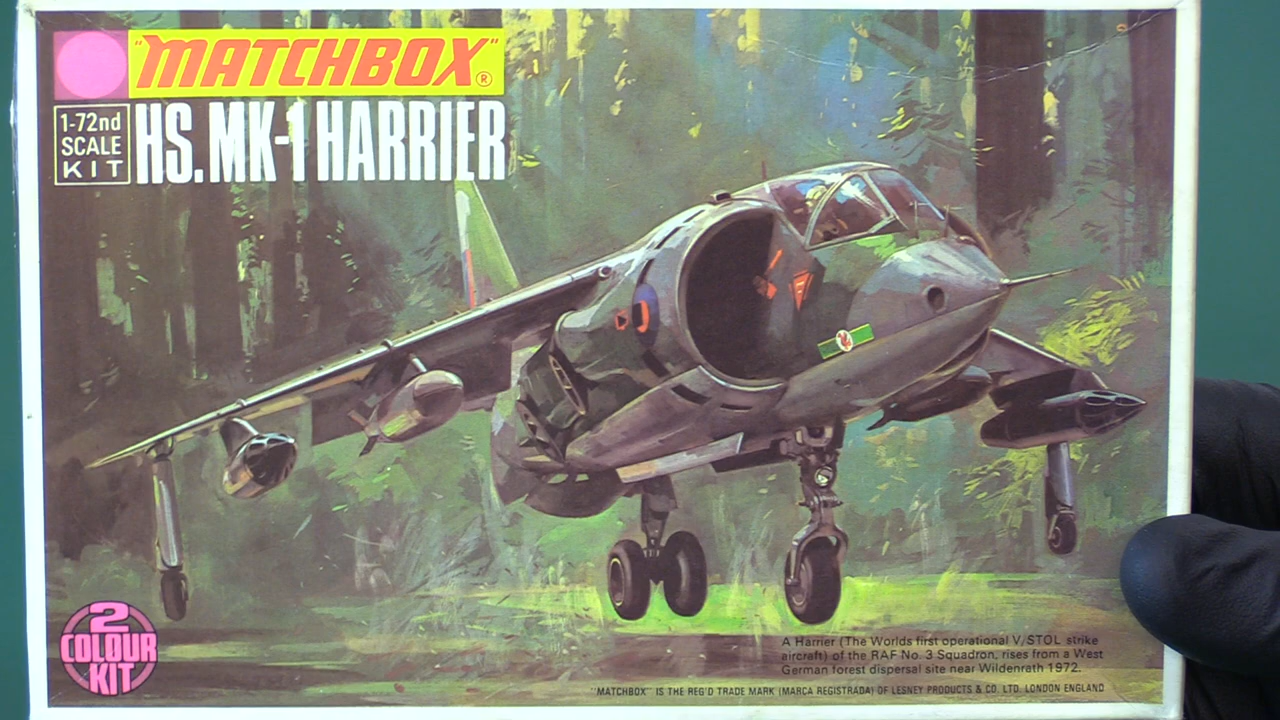 "MATCHBOX"®
1-72nd
SCALE
KIT
HS.MK-1 HARRIER
2
COLOUR
KIT
A Harrier (The Worlds first operational V/STOL strike
aircraft) of the RAF No. 3 Squadron, rises from a West
German forest dispersal site near Wildenrath 1972.
"MATCHBOX" IS THE REG'D TRADE MARK (MARCA REGISTRADA) OF LESNEY PRODUCTS & CO. LTD. LONDON ENGLAND